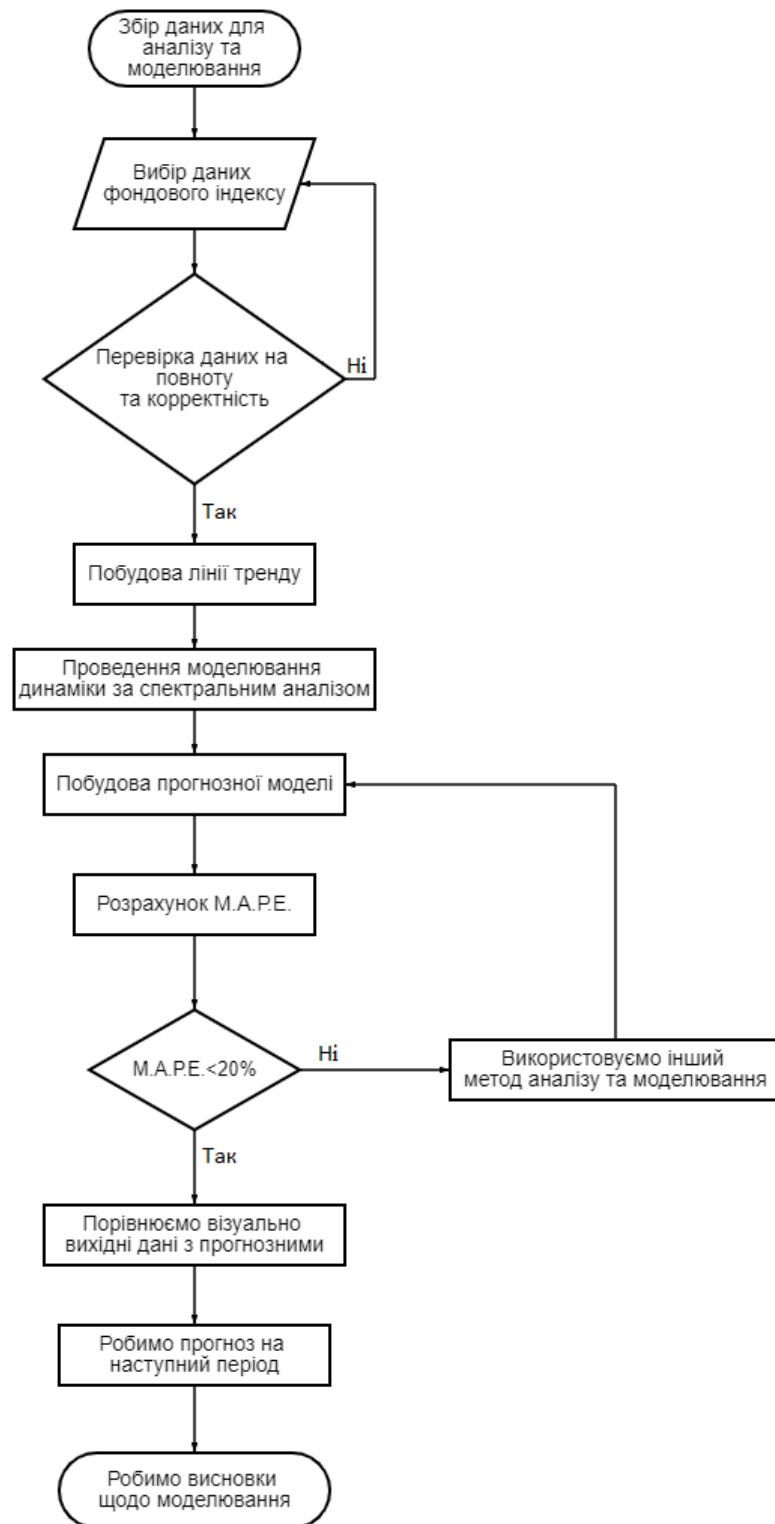 Збір даних для
аналізу та
моделювання
Вибір даних
фондового індексу
Перевірка даних на
повноту
та корректність
Ні
Так
Побудова лінії тренду
Проведення моделювання
динаміки за спектральним аналізом
Побудова прогнозної моделі
Розрахунок М.А.Р.Е.
М.А.Р.Е.<20%
Ні
Використовуємо інший
метод аналізу та моделювання
Так
Порівнюємо візуально
вихідні дані з прогнозними
Робимо прогноз на
наступний період
Робимо висновки
щодо моделювання